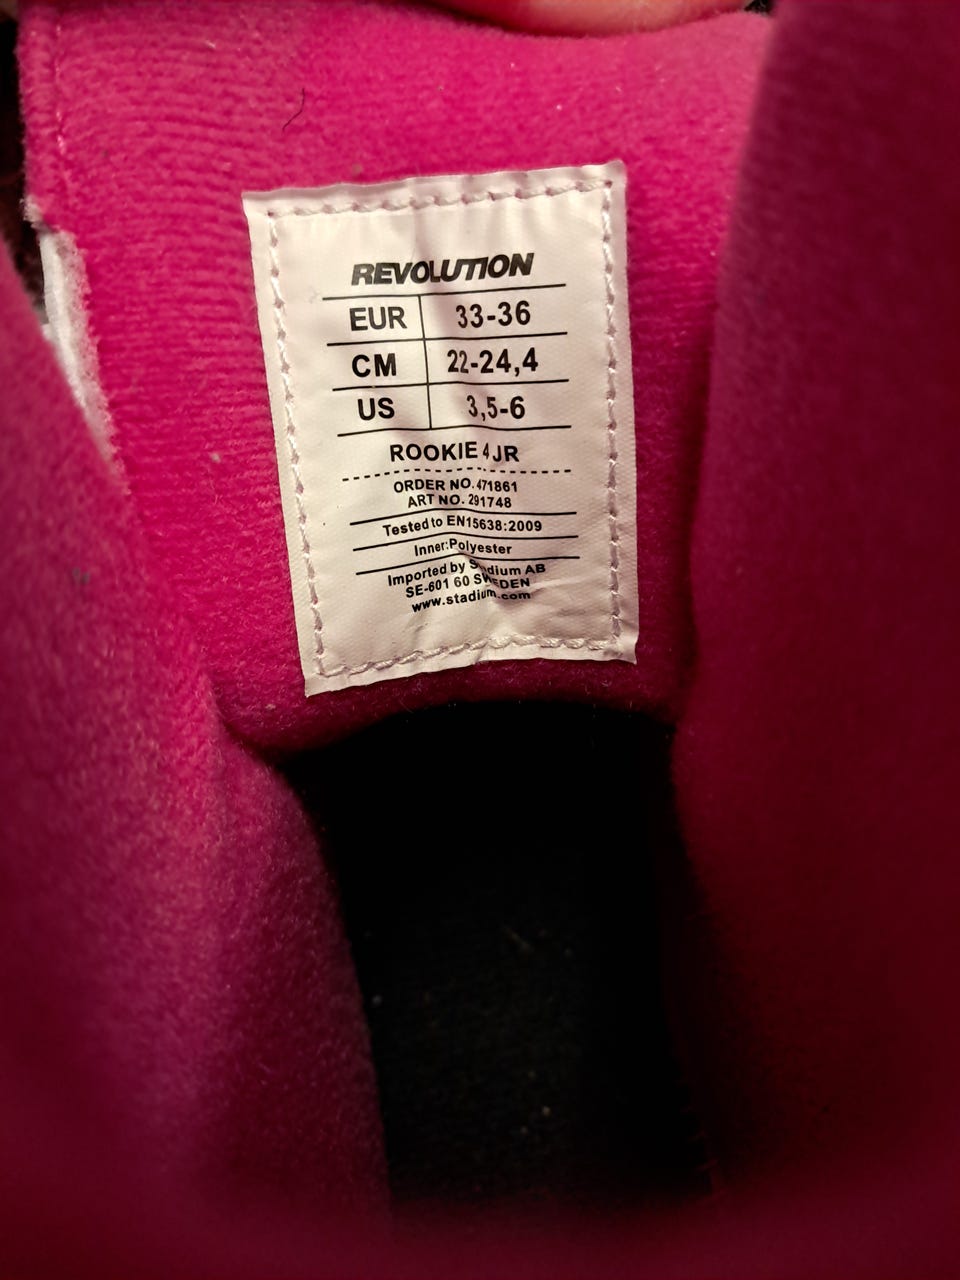 REVOLUTION
EUR 33-36
CM 22-24,4
US 3,5-6
ROOKIE 4 JR
ORDER NO. 471861
ART NO. 291748
Tested to EN15638:2009
Inner:Polyester
Imported by Stadium AB
SE-601 60 SWEDEN
www.stadium.com